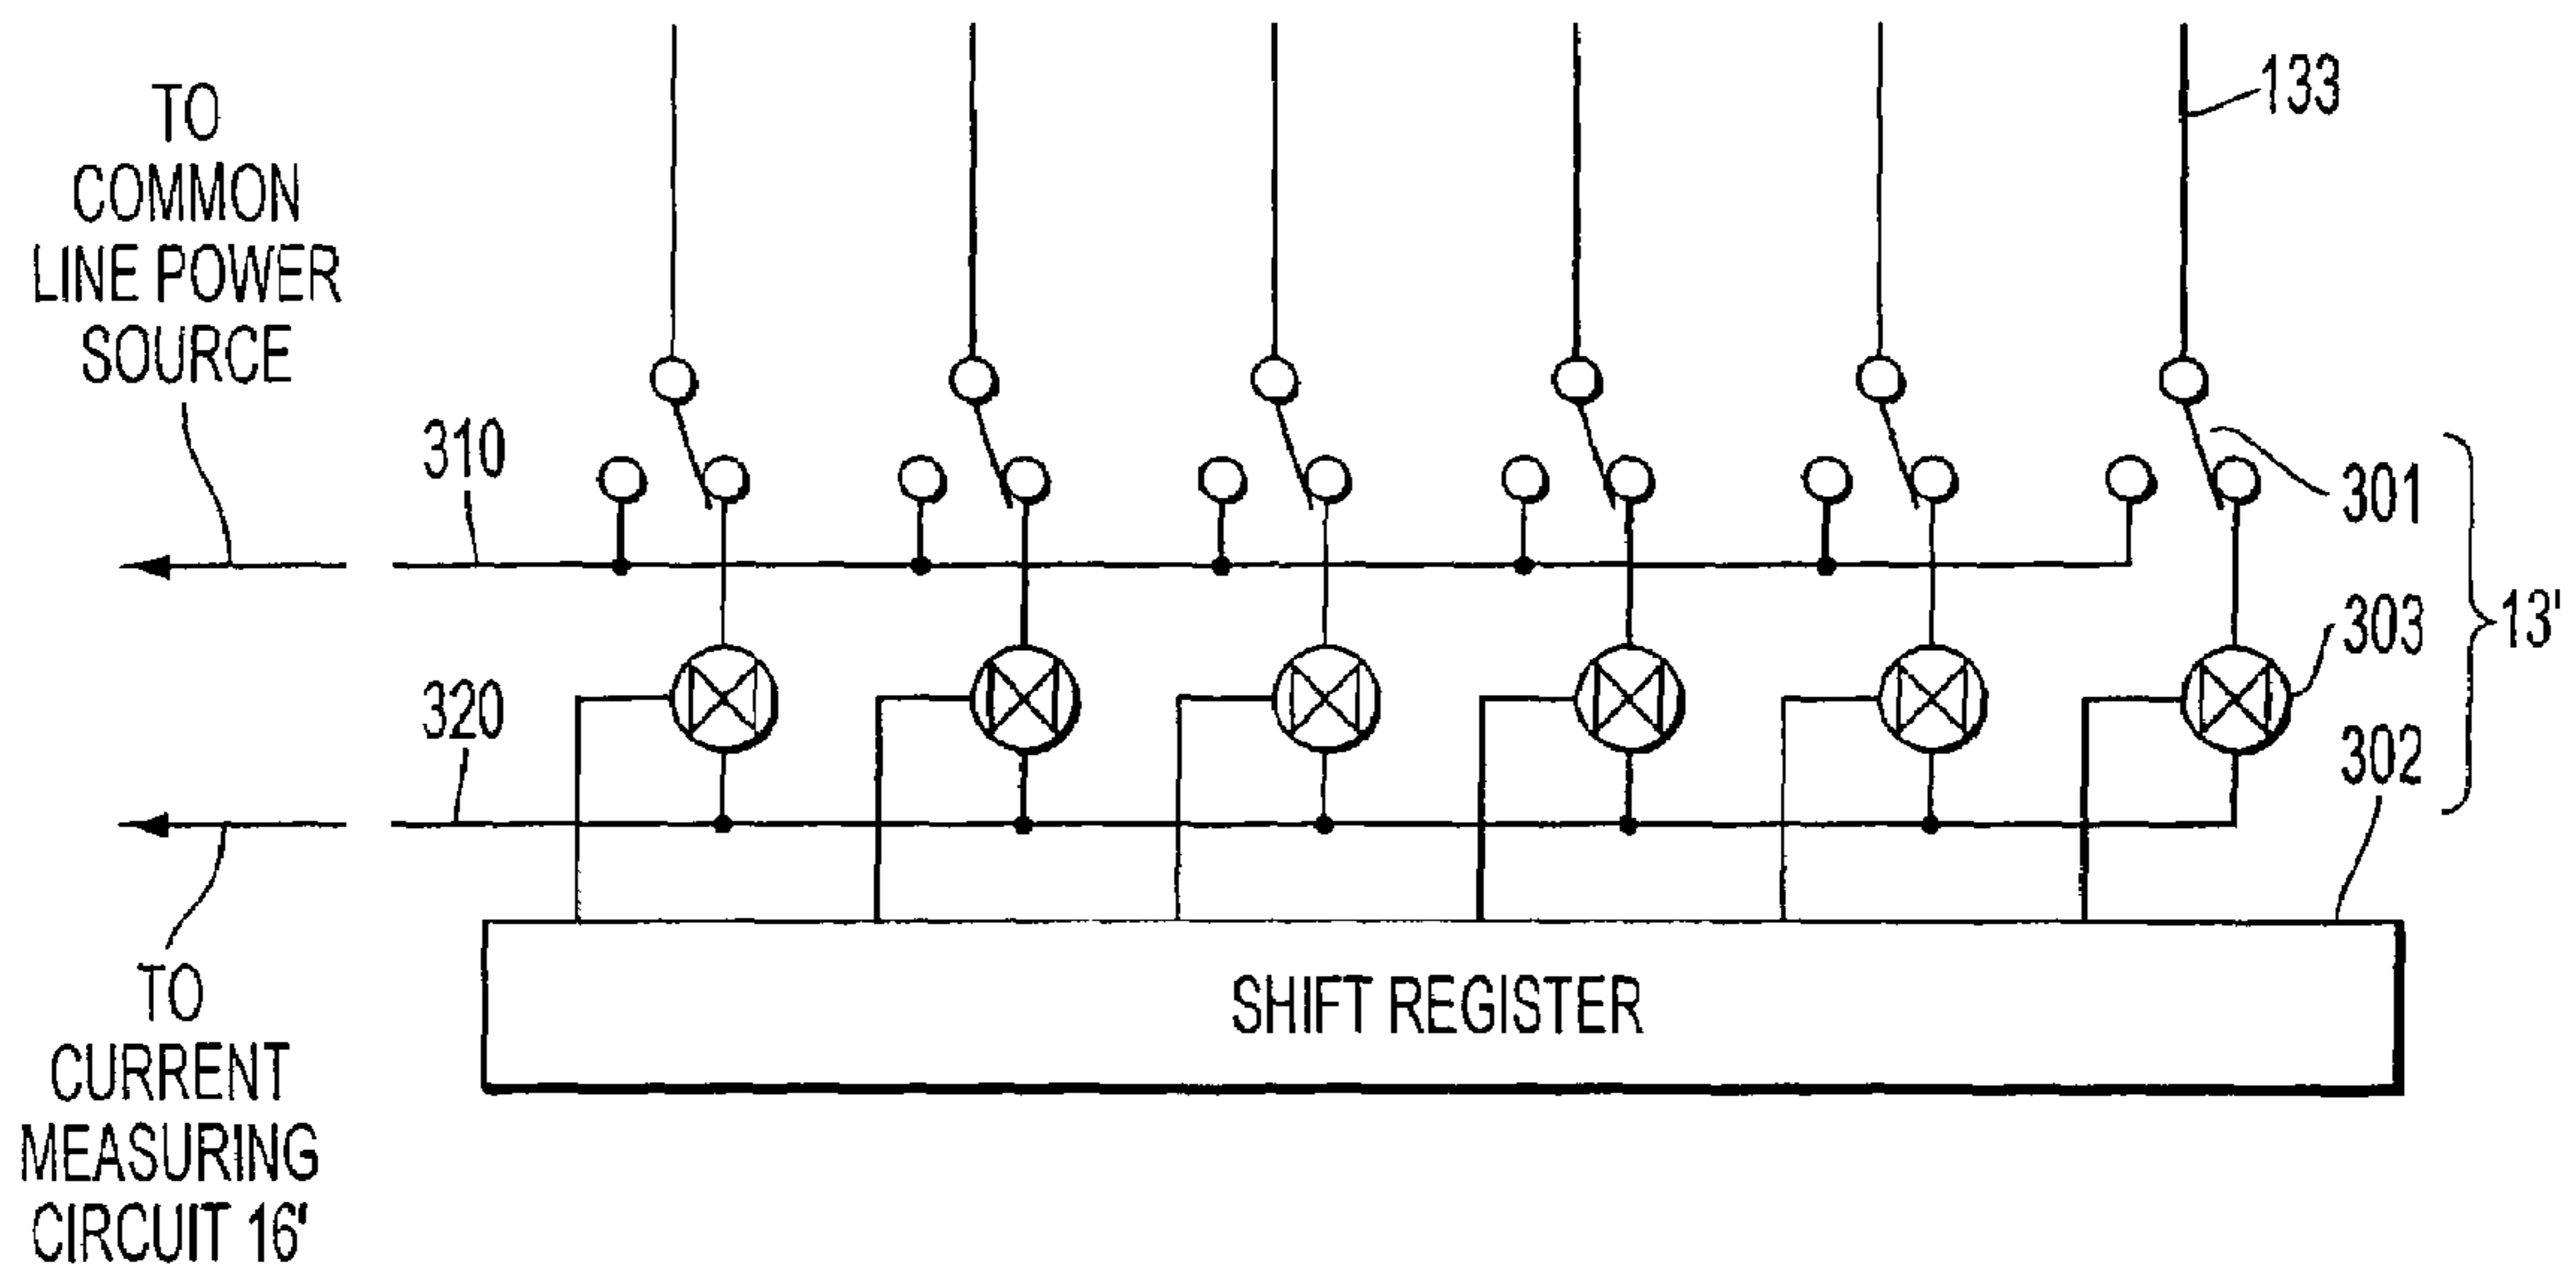 TO
COMMON
LINE POWER
SOURCE
133
310
301
303
13'
320
302
SHIFT REGISTER
TO
CURRENT
MEASURING
CIRCUIT 16'